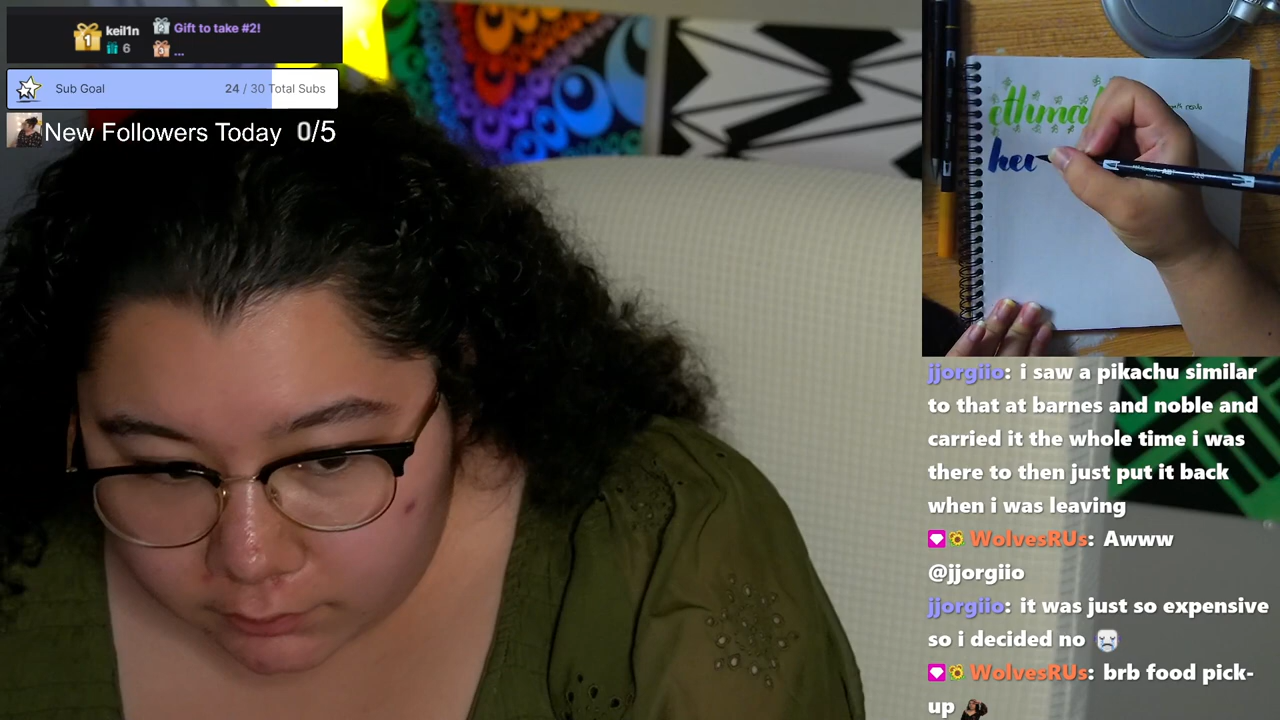 keil1n
6
1
2
Gift to take #2!
3
...
Sub Goal
24 / 30 Total Subs
New Followers Today 0/5
jjorgiio: i saw a pikachu similar
to that at barnes and noble and
carried it the whole time i was
there to then just put it back
when i was leaving
WolvesRUs: Awww
@jjorgiio
jjorgiio: it was just so expensive
so i decided no
WolvesRUs: brb food pick-
up